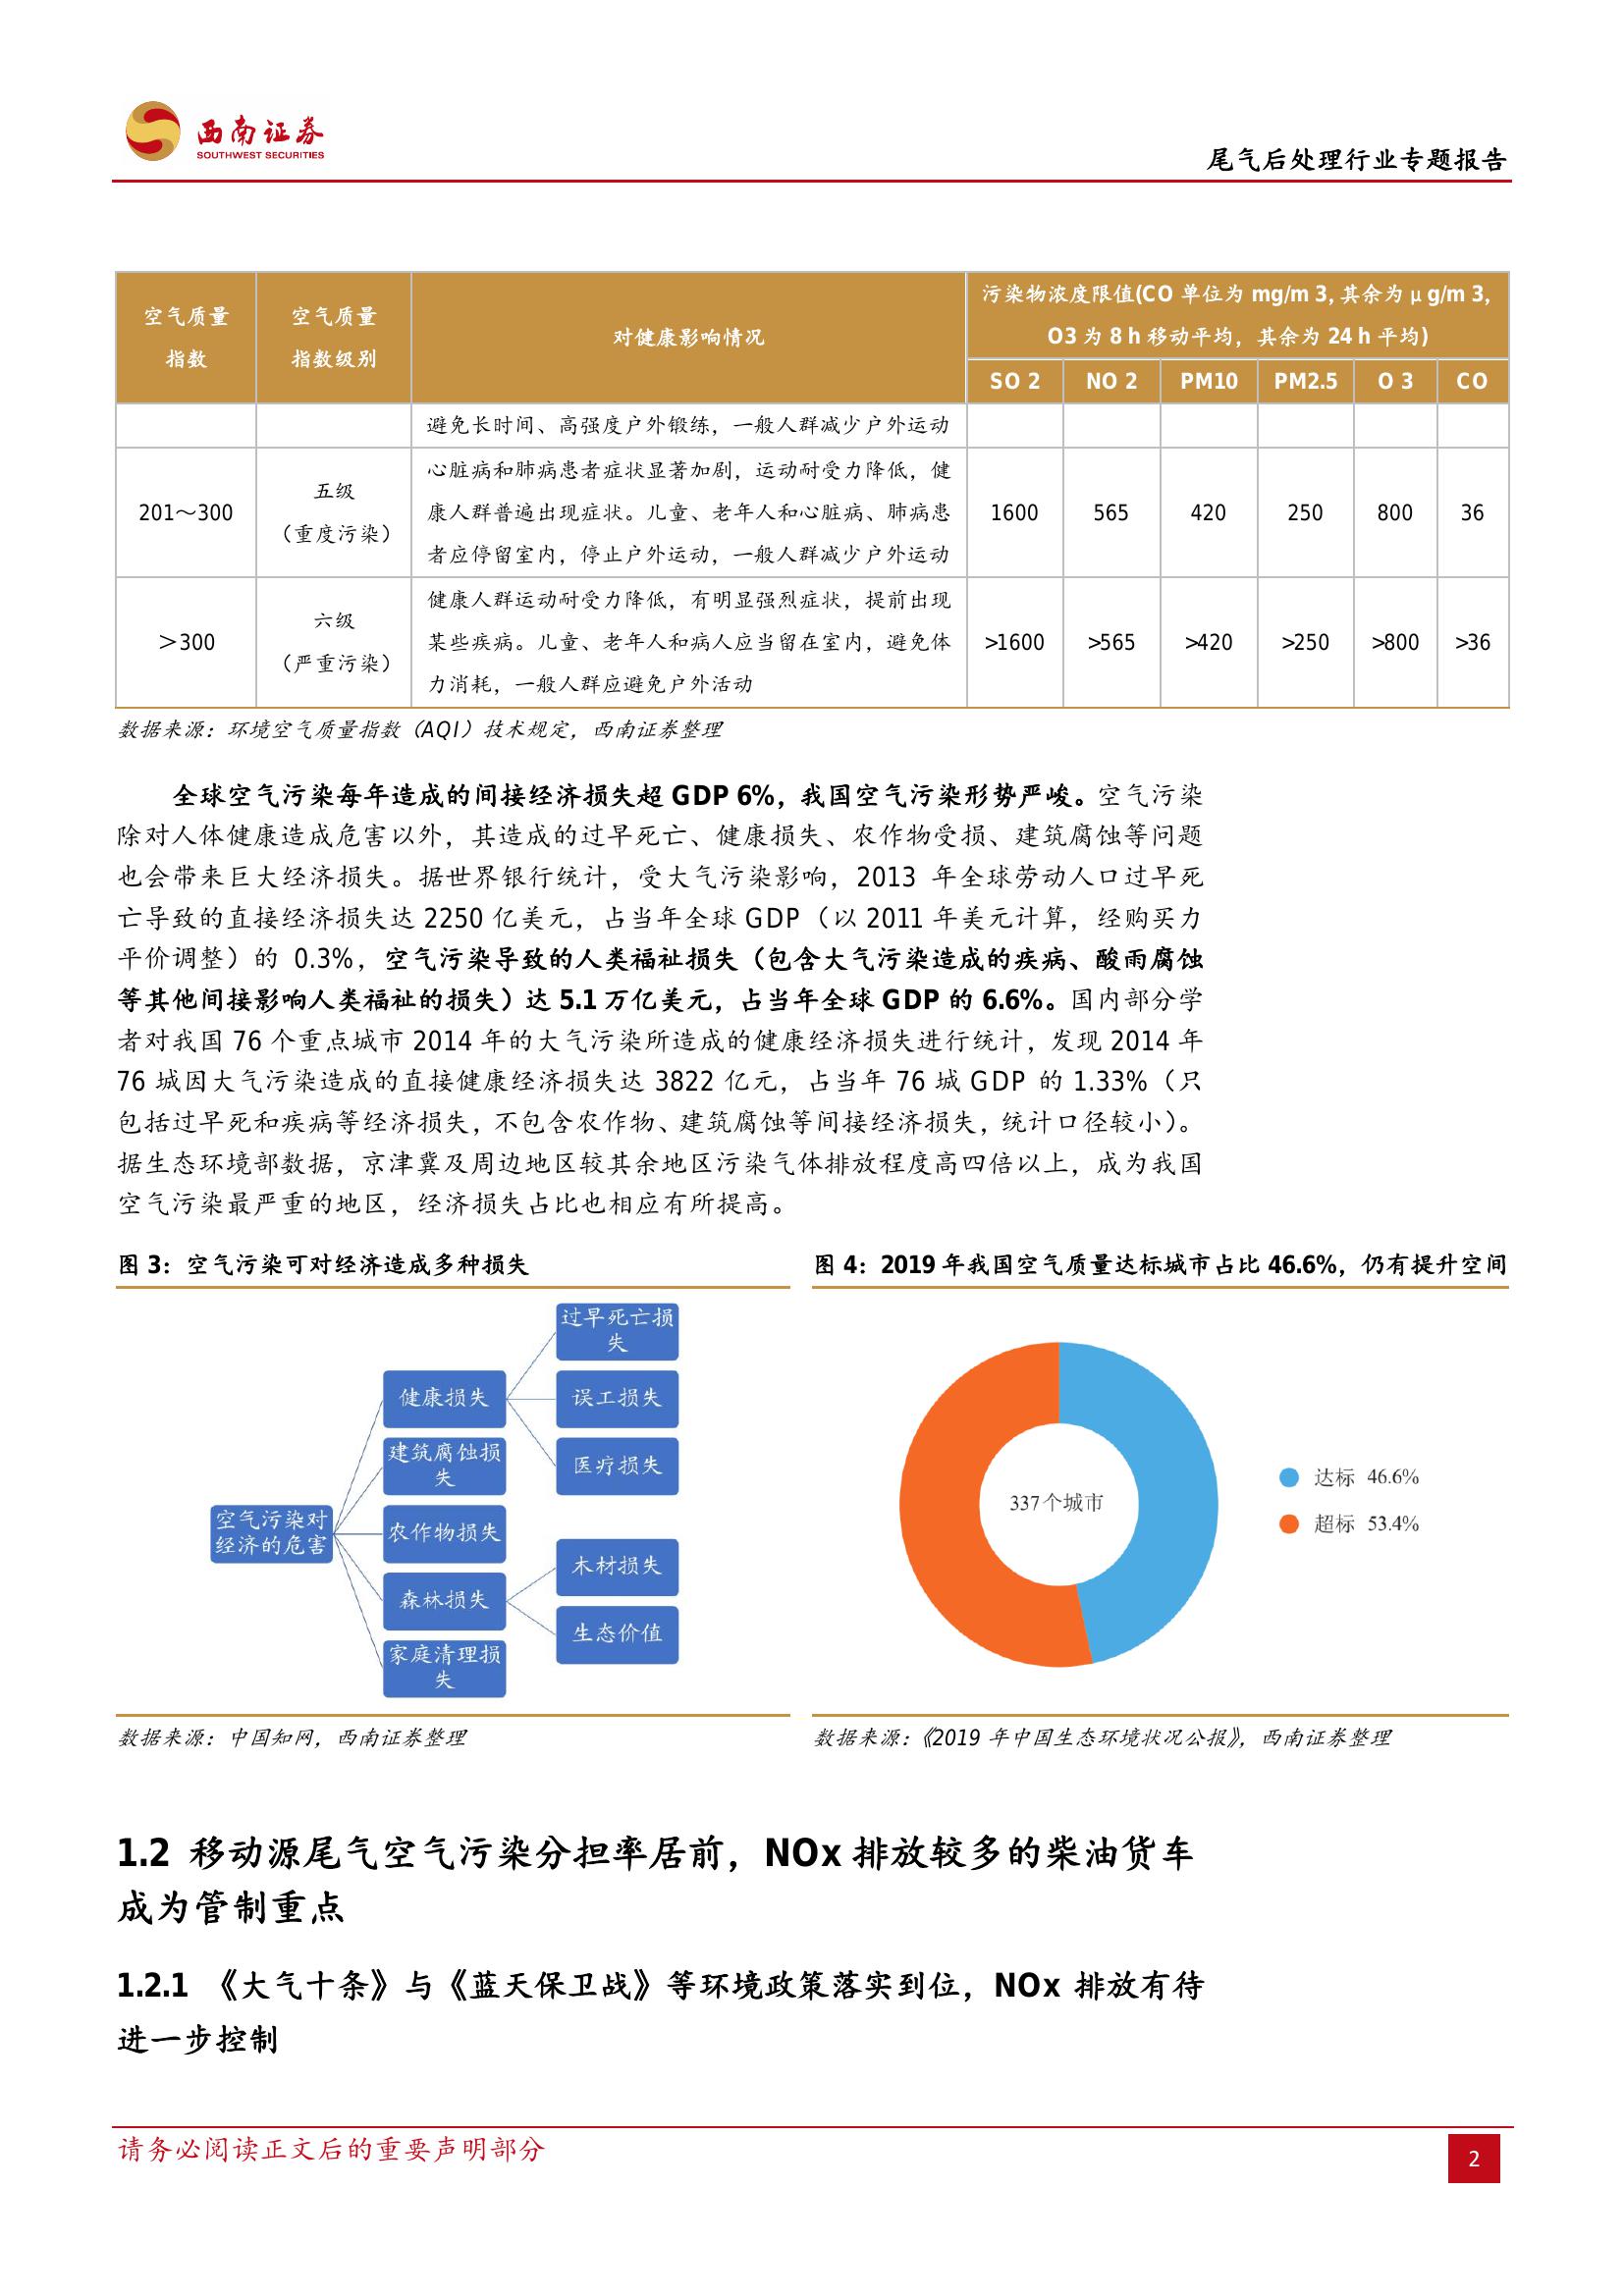 西南证券
SOUTHWEST SECURITIES
尾气后处理行业专题报告
空气质量
指数
空气质量
指数级别
对健康影响情况
污染物浓度限值(CO 单位为 mg/m 3, 其余为 μ g/m 3,
O3 为 8 h 移动平均，其余为 24 h 平均)
SO 2 NO 2 PM10 PM2.5 O 3 CO
避免长时间、高强度户外锻练，一般人群减少户外运动
201～300
五级
（重度污染）
心脏病和肺病患者症状显著加剧，运动耐受力降低，健
康人群普遍出现症状。儿童、老年人和心脏病、肺病患
者应停留室内，停止户外运动，一般人群减少户外运动
1600 565 420 250 800 36
＞300
六级
（严重污染）
健康人群运动耐受力降低，有明显强烈症状，提前出现
某些疾病。儿童、老年人和病人应当留在室内，避免体
力消耗，一般人群应避免户外活动
>1600 >565 >420 >250 >800 >36
数据来源：环境空气质量指数（AQI）技术规定，西南证券整理
全球空气污染每年造成的间接经济损失超 GDP 6%，我国空气污染形势严峻。空气污染
除对人体健康造成危害以外，其造成的过早死亡、健康损失、农作物受损、建筑腐蚀等问题
也会带来巨大经济损失。据世界银行统计，受大气污染影响，2013 年全球劳动人口过早死
亡导致的直接经济损失达 2250 亿美元，占当年全球 GDP（以 2011 年美元计算，经购买力
平价调整）的 0.3%，空气污染导致的人类福祉损失（包含大气污染造成的疾病、酸雨腐蚀
等其他间接影响人类福祉的损失）达 5.1 万亿美元，占当年全球 GDP 的 6.6%。国内部分学
者对我国 76 个重点城市 2014 年的大气污染所造成的健康经济损失进行统计，发现 2014 年
76 城因大气污染造成的直接健康经济损失达 3822 亿元，占当年 76 城 GDP 的 1.33%（只
包括过早死和疾病等经济损失，不包含农作物、建筑腐蚀等间接经济损失，统计口径较小）。
据生态环境部数据，京津冀及周边地区较其余地区污染气体排放程度高四倍以上，成为我国
空气污染最严重的地区，经济损失占比也相应有所提高。
图 3：空气污染可对经济造成多种损失
空气污染对
经济的危害
健康损失
建筑腐蚀损
失
农作物损失
森林损失
家庭清理损
失
过早死亡损
失
误工损失
医疗损失
木材损失
生态价值
数据来源：中国知网，西南证券整理
图 4：2019 年我国空气质量达标城市占比 46.6%，仍有提升空间
337个城市
达标 46.6%
超标 53.4%
数据来源：《2019 年中国生态环境状况公报》，西南证券整理
1.2 移动源尾气空气污染分担率居前，NOx 排放较多的柴油货车
成为管制重点
1.2.1 《大气十条》与《蓝天保卫战》等环境政策落实到位，NOx 排放有待
进一步控制
请务必阅读正文后的重要声明部分
2